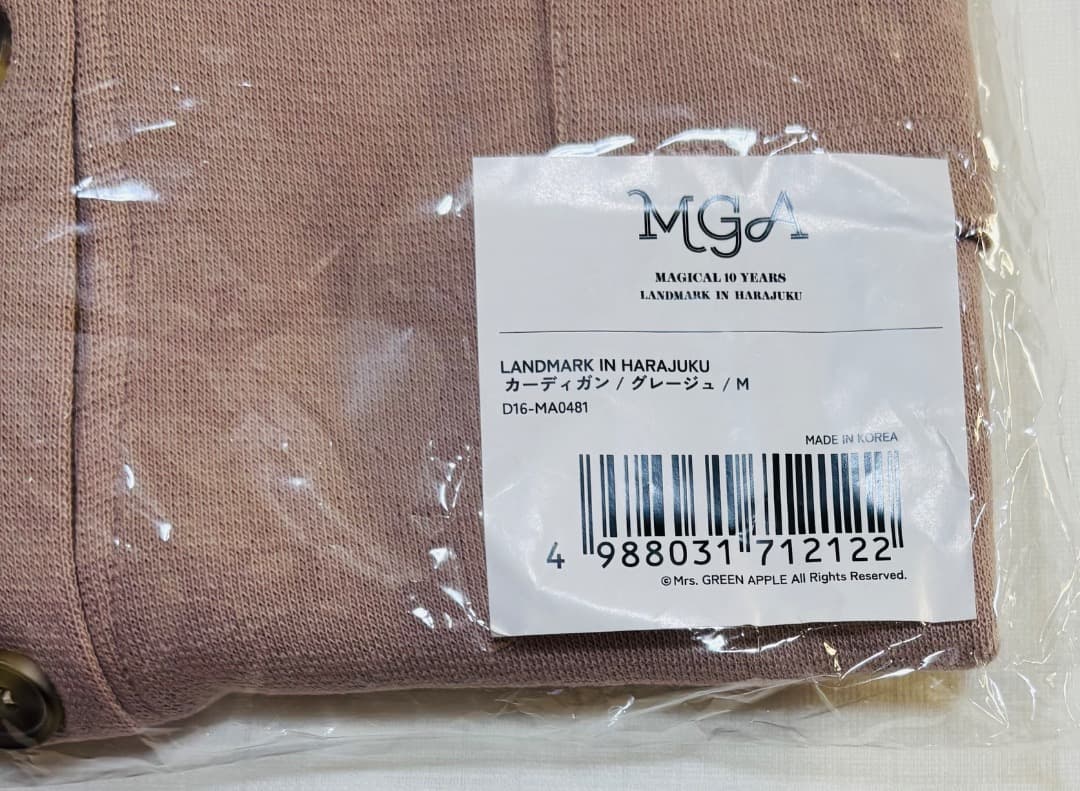 MGA
MAGICAL 10 YEARS
LANDMARK IN HARAJUKU
LANDMARK IN HARAJUKU
カーディガン / グレージュ / M
D16-MA0481
MADE IN KOREA
4 988031 712122
©Mrs. GREEN APPLE All Rights Reserved.